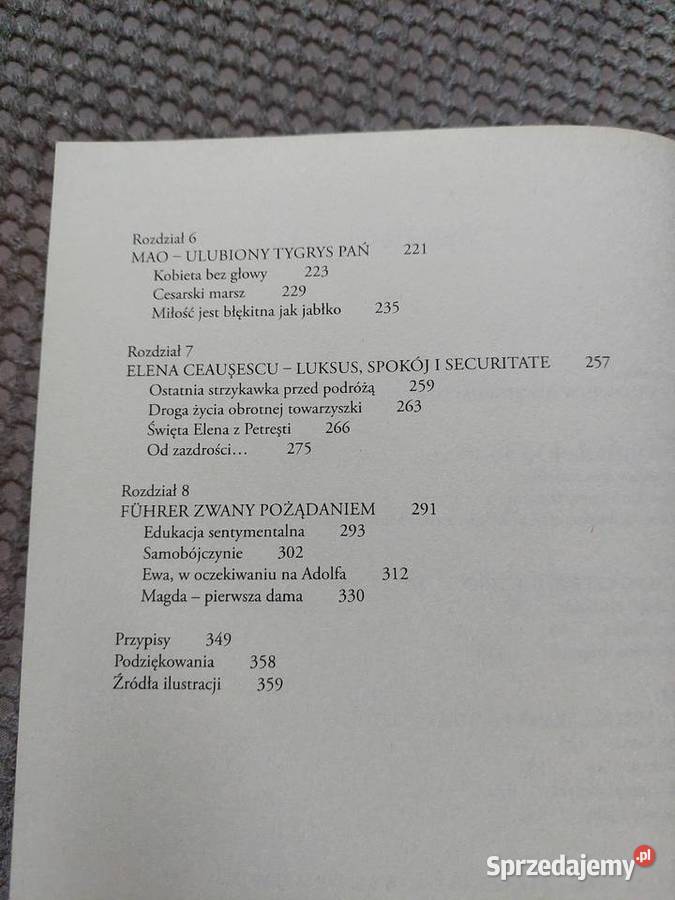 Rozdział 6
MAO – ULUBIONY TYGRYS PAŃ 221
Kobieta bez głowy 223
Cesarski marsz 229
Miłość jest błękitna jak jabłko 235
Rozdział 7
ELENA CEAUŞESCU – LUKSUS, SPOKÓJ I SECURITATE 257
Ostatnia strzykawka przed podróżą 259
Droga życia obrotnej towarzyszki 263
Święta Elena z Petreşti 266
Od zazdrości… 275
Rozdział 8
FÜHRER ZWANY POŻĄDANIEM 291
Edukacja sentymentalna 293
Samobójczynie 302
Ewa, w oczekiwaniu na Adolfa 312
Magda – pierwsza dama 330
Przypisy 349
Podziękowania 358
Źródła ilustracji 359
Sprzedajemy.pl